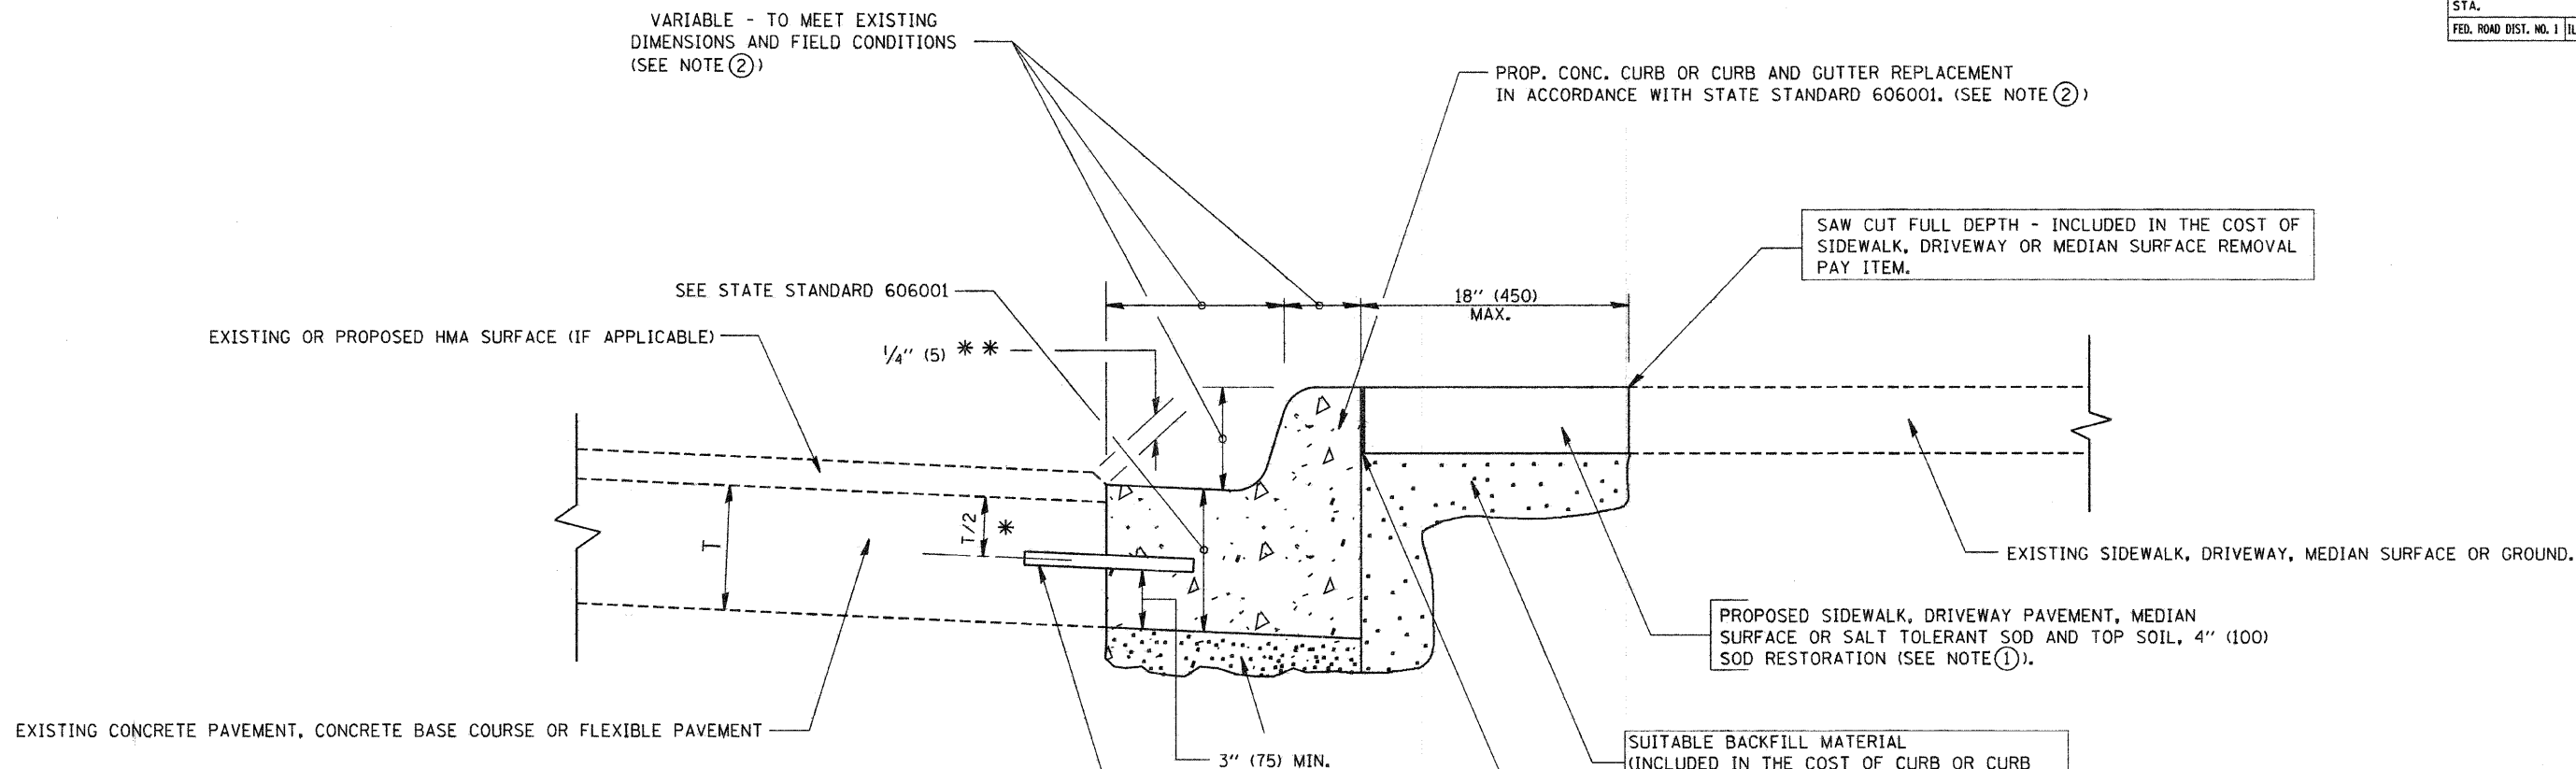 STA.
FED. ROAD DIST. NO. 1
VARIABLE - TO MEET EXISTING
DIMENSIONS AND FIELD CONDITIONS
(SEE NOTE ②)
PROP. CONC. CURB OR CURB AND GUTTER REPLACEMENT
IN ACCORDANCE WITH STATE STANDARD 606001. (SEE NOTE ②)
SAW CUT FULL DEPTH - INCLUDED IN THE COST OF
SIDEWALK, DRIVEWAY OR MEDIAN SURFACE REMOVAL
PAY ITEM.
SEE STATE STANDARD 606001
18" (450)
MAX.
EXISTING OR PROPOSED HMA SURFACE (IF APPLICABLE)
1/4" (5) * *
T
T/2 *
EXISTING SIDEWALK, DRIVEWAY, MEDIAN SURFACE OR GROUND.
PROPOSED SIDEWALK, DRIVEWAY PAVEMENT, MEDIAN
SURFACE OR SALT TOLERANT SOD AND TOP SOIL, 4" (100)
SOD RESTORATION (SEE NOTE ①).
EXISTING CONCRETE PAVEMENT, CONCRETE BASE COURSE OR FLEXIBLE PAVEMENT
3" (75) MIN.
SUITABLE BACKFILL MATERIAL
(INCLUDED IN THE COST OF CURB OR CURB